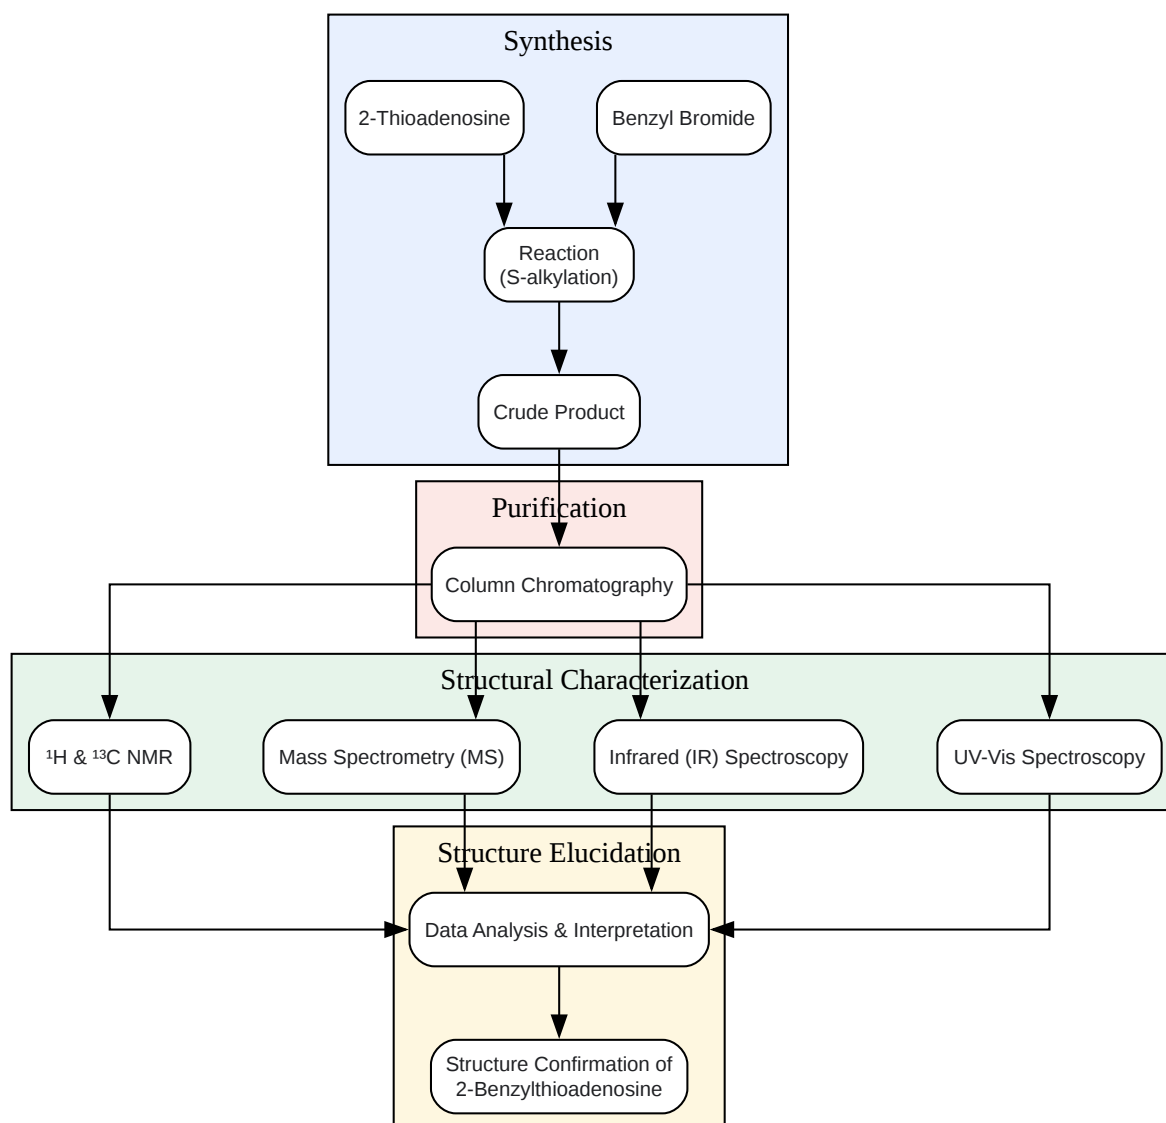 Synthesis
2-Thioadenosine
Benzyl Bromide
Reaction
(S-alkylation)
Crude Product
Purification
Column Chromatography
Structural Characterization
¹H & ¹³C NMR
Mass Spectrometry (MS)
Infrared (IR) Spectroscopy
UV-Vis Spectroscopy
Structure Elucidation
Data Analysis & Interpretation
Structure Confirmation of
2-Benzylthioadenosine